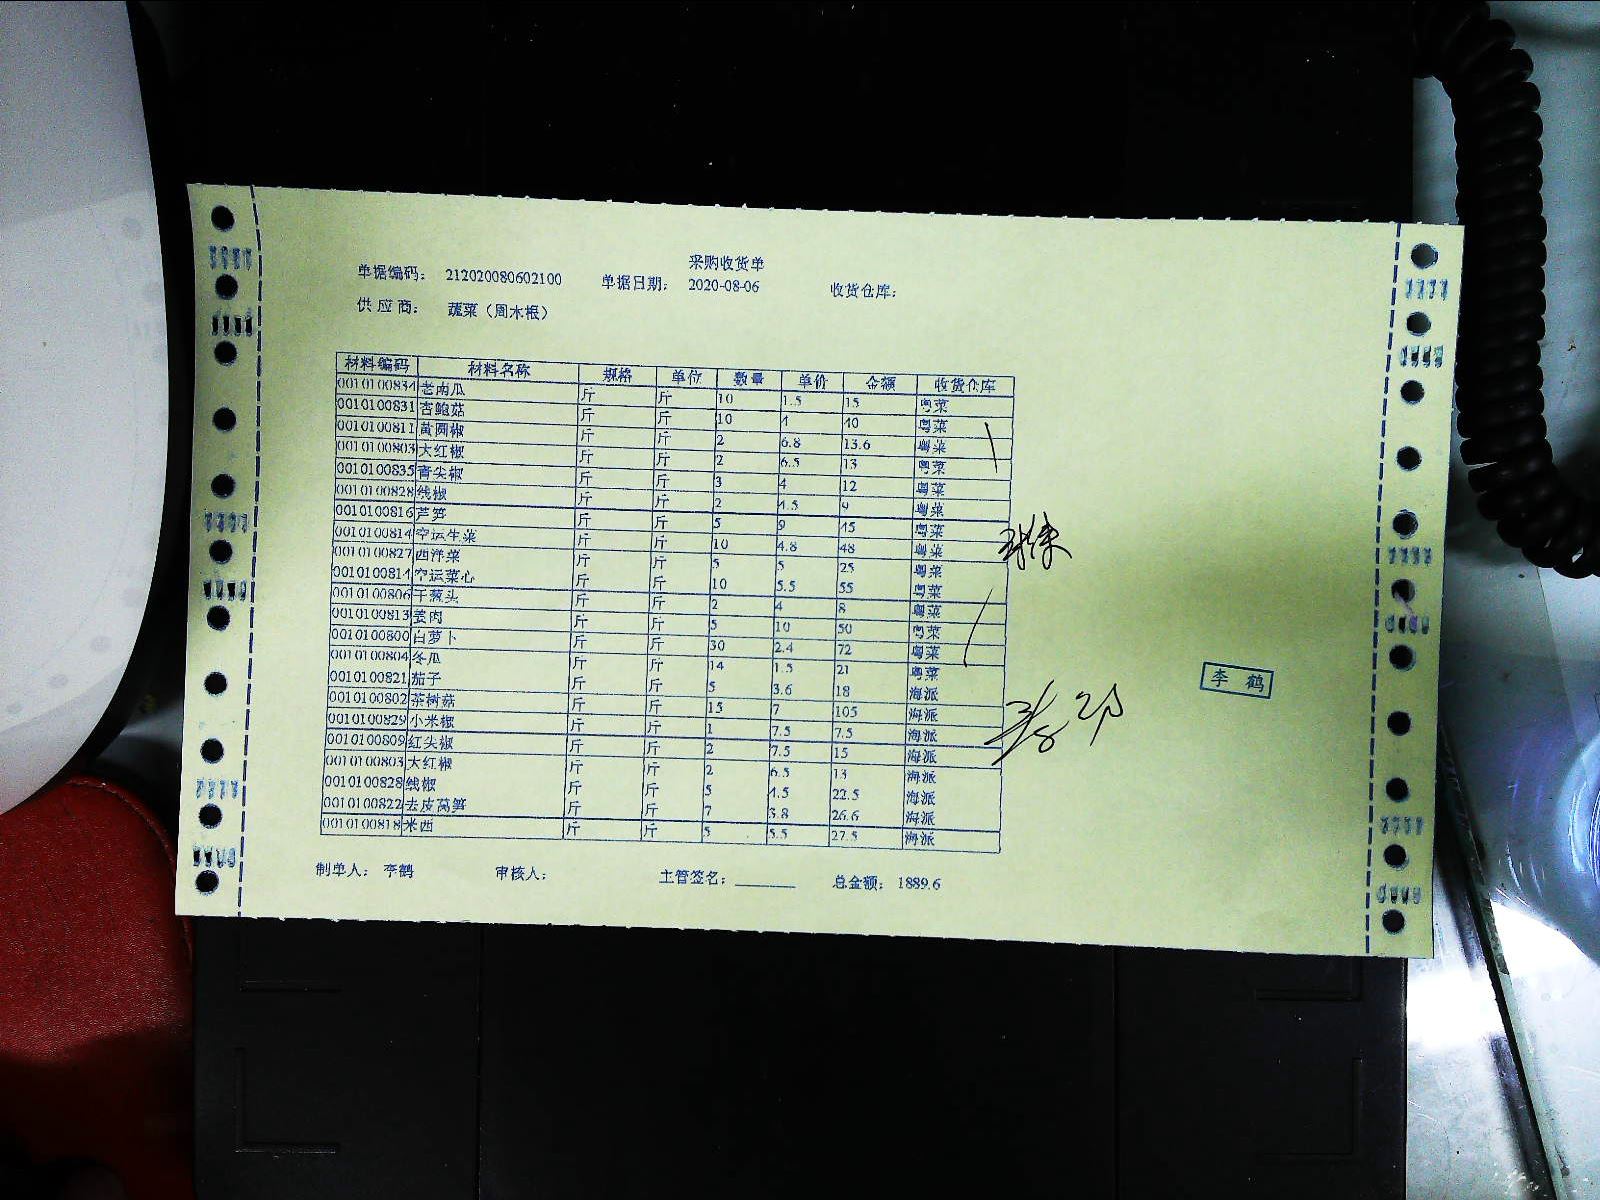 采购收货单
单据编码： 212020080602100 单据日期： 2020-08-06 收货仓库：
供 应 商： 蔬菜（周木根）
材料编码 材料名称 规格 单位 数量 单价 金额 收货仓库
0010100834 老南瓜 斤 斤 10 1.5 15 粤菜
0010100831 杏鲍菇 斤 斤 10 4 40 粤菜
0010100811 黄圆椒 斤 斤 2 6.8 13.6 粤菜
0010100803 大红椒 斤 斤 2 6.5 13 粤菜
0010100835 青尖椒 斤 斤 3 4 12 粤菜
0010100828 线椒 斤 斤 2 4.5 9 粤菜
0010100816 芦笋 斤 斤 5 9 45 粤菜
0010100814 空运生菜 斤 斤 10 4.8 48 粤菜
0010100827 西洋菜 斤 斤 5 5 25 粤菜
0010100814 空运菜心 斤 斤 10 5.5 55 粤菜
0010100806 干葱头 斤 斤 2 4 8 粤菜
0010100813 姜肉 斤 斤 5 10 50 粤菜
0010100800 白萝卜 斤 斤 30 2.4 72 粤菜
0010100804 冬瓜 斤 斤 14 1.5 21 粤菜
0010100821 茄子 斤 斤 5 3.6 18 海派
0010100802 茶树菇 斤 斤 15 7 105 海派
0010100829 小米椒 斤 斤 1 7.5 7.5 海派
0010100809 红尖椒 斤 斤 2 7.5 15 海派
0010100803 大红椒 斤 斤 2 6.5 13 海派
0010100828 线椒 斤 斤 5 4.5 22.5 海派
0010100822 去皮莴笋 斤 斤 7 3.8 26.6 海派
0010100818 米西 斤 斤 5 5.5 27.5 海派
李 鹤
制单人： 李鹤 审核人： 主管签名：______ 总金额： 1889.6